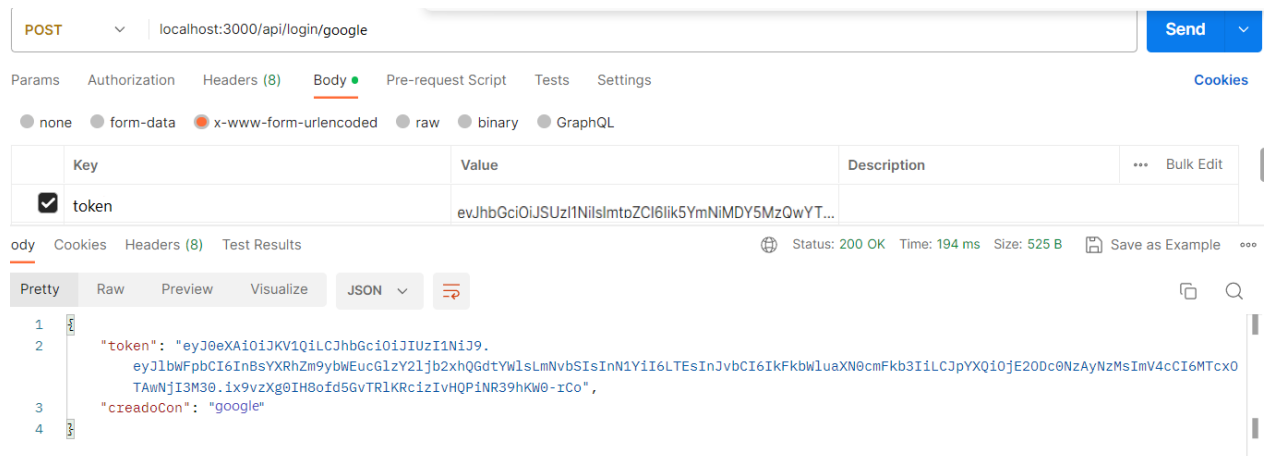 POST localhost:3000/api/login/google Send
Params Authorization Headers (8) Body Pre-request Script Tests Settings Cookies
none form-data x-www-form-urlencoded raw binary GraphQL
Key Value Description ••• Bulk Edit
token evJhbGciOiJSUzI1NiIsImtpZCI6Iik5YmNiMDY5MzQwYT...
ody Cookies Headers (8) Test Results Status: 200 OK Time: 194 ms Size: 525 B Save as Example
Pretty Raw Preview Visualize JSON
1 {
2 "token": "eyJ0eXAiOiJKV1QiLCJhbGciOiJIUzI1NiJ9.
eyJlbWFpbCI6InBsYXRhZm9ybWEucGlzY2ljb2xhQGdtYWlsLmNvbSIsInN1YiI6LTEsInJvbCI6IkFkbWluaXN0cmFkb3IiLCJpYXQiOjE2ODc0NzAyNzMsImV4cCI6MTcxO
TAwNjI3M30.ix9vzXg0IH8ofd5GvTRlKRcizIvHQPiNR39hKW0-rCo",
3 "creadoCon": "google"
4 }